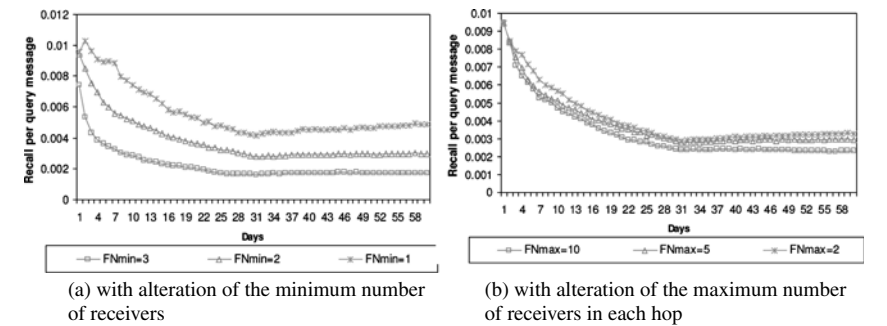 0.012
0.01
0.008
0.006
0.004
0.002
0
Recall per query message
1 4 7 10 13 16 19 22 25 28 31 34 37 40 43 46 49 52 55 58
Days
FNmin=3 FNmin=2 FNmin=1
(a) with alteration of the minimum number
of receivers
0.01
0.009
0.008
0.007
0.006
0.005
0.004
0.003
0.002
0.001
0
Recall per query message
1 4 7 10 13 16 19 22 25 28 31 34 37 40 43 46 49 52 55 58
Days
FNmax=10 FNmax=5 FNmax=2
(b) with alteration of the maximum number
of receivers in each hop